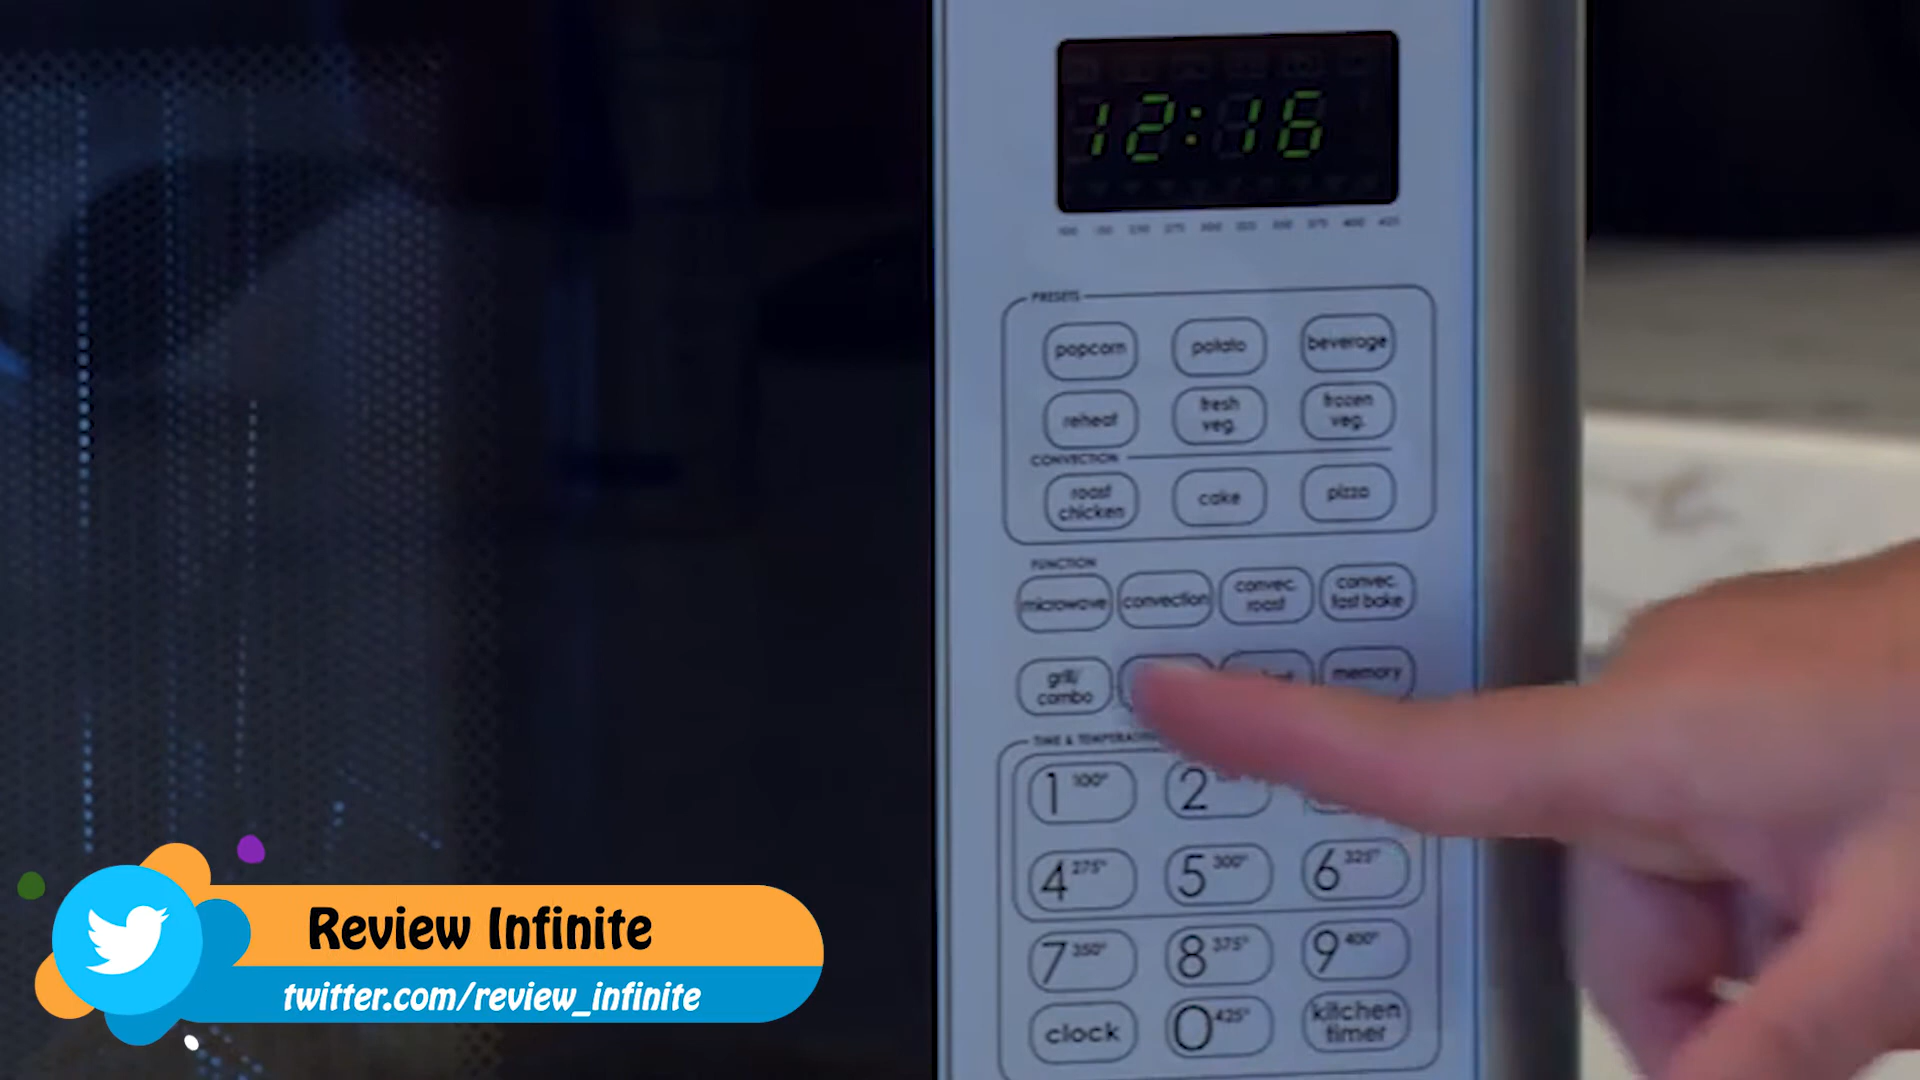 12:16
PRESETS
popcorn
potato
beverage
reheat
fresh
veg.
frozen
veg.
CONVECTION
roast
chicken
cake
pizza
FUNCTION
microwave
convection
convec.
roast
convec.
fast bake
grill/
combo
memory
TIME &
1 100°
2
4 275°
5 300°
6 325°
7 350°
8 375°
9 400°
clock
0 425°
kitchen
timer
Review Infinite
twitter.com/review_infinite